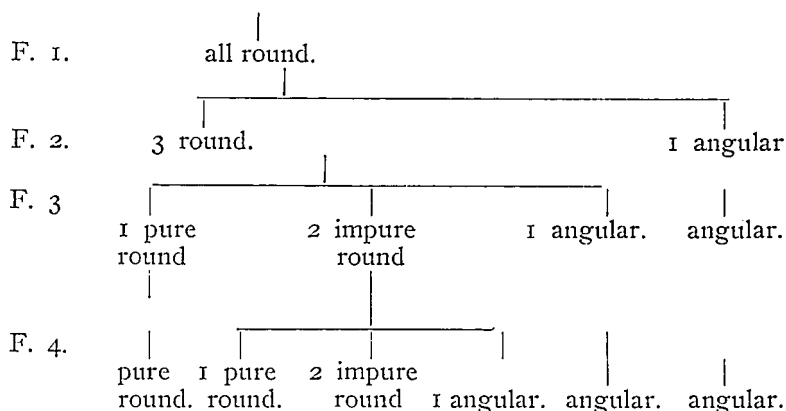 F. 1. all round.
F. 2. 3 round. 1 angular
F. 3
1 pure 2 impure 1 angular. angular.
round round
F. 4.
pure 1 pure 2 impure
round. round. round 1 angular. angular. angular.